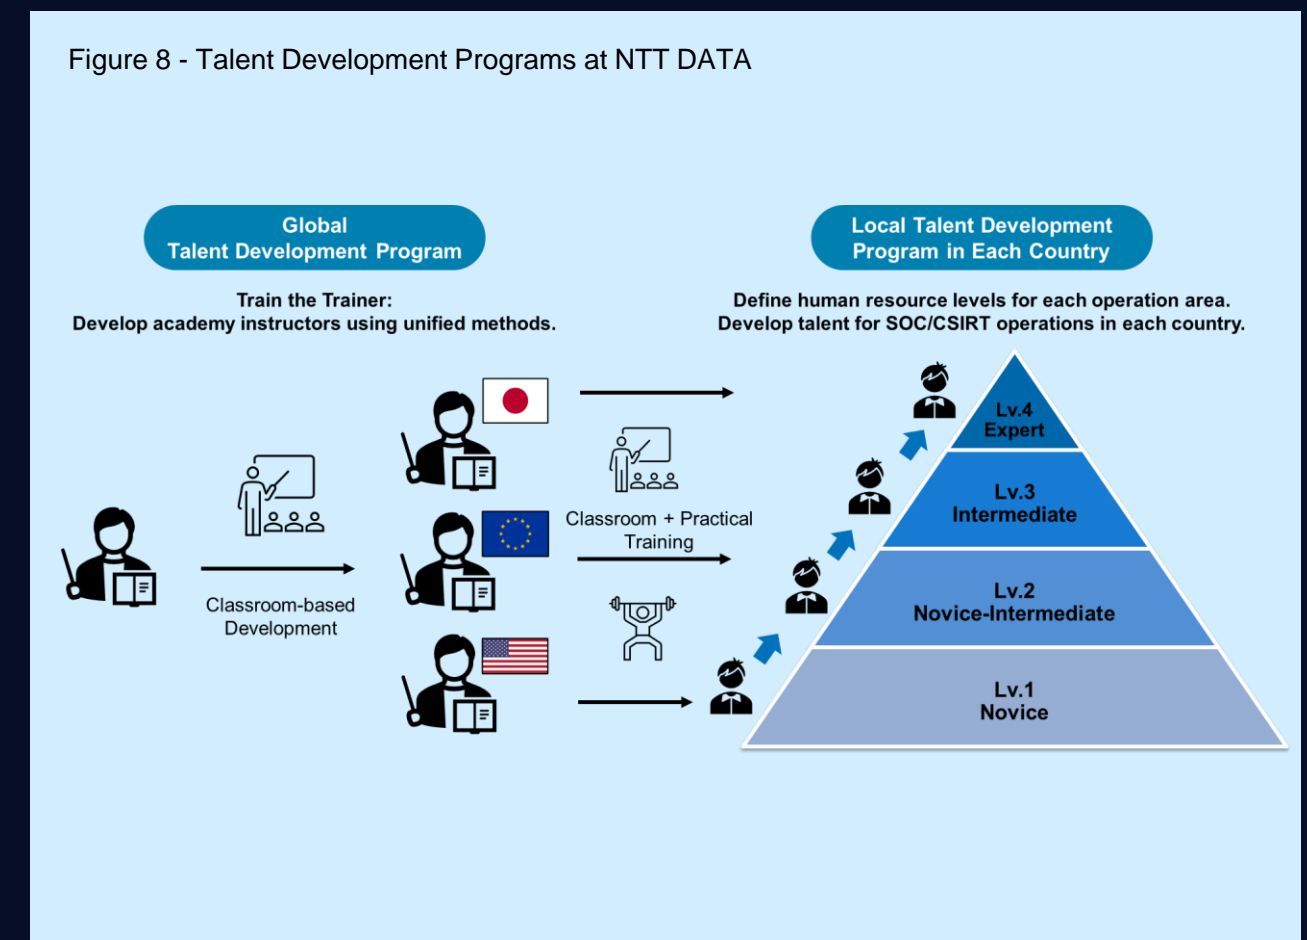 Figure 8 - Talent Development Programs at NTT DATA
Global
Talent Development Program
Train the Trainer:
Develop academy instructors using unified methods.
Classroom-based
Development
Classroom + Practical
Training
Local Talent Development
Program in Each Country
Define human resource levels for each operation area.
Develop talent for SOC/CSIRT operations in each country.
Lv.4
Expert
Lv.3
Intermediate
Lv.2
Novice-Intermediate
Lv.1
Novice